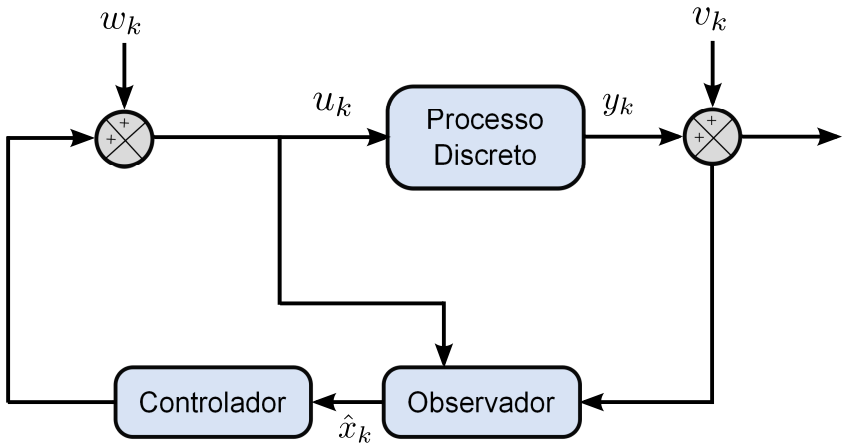 w_k
v_k
+
+
u_k
Processo
Discreto
y_k
+
+
Controlador
x̂_k
Observador